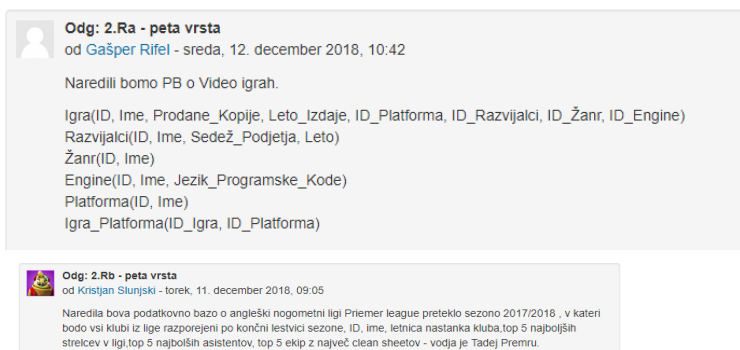 Odg: 2.Ra - peta vrsta
od Gašper Rifel - sreda, 12. december 2018, 10:42
Naredili bomo PB o Video igrah.
Igra(ID, Ime, Prodane_Kopije, Leto_Izdaje, ID_Platforma, ID_Razvijalci, ID_Žanr, ID_Engine)
Razvijalci(ID, Ime, Sedež_Podjetja, Leto)
Žanr(ID, Ime)
Engine(ID, Ime, Jezik_Programske_Kode)
Platforma(ID, Ime)
Igra_Platforma(ID_Igra, ID_Platforma)
Odg: 2.Rb - peta vrsta
od Kristjan Slunjski - torek, 11. december 2018, 09:05
Naredila bova podatkovno bazo o angleški nogometni ligi Priemer league preteklo sezono 2017/2018 , v kateri
bodo vsi klubi iz lige razporejeni po končni lestvici sezone, ID, ime, letnica nastanka kluba,top 5 najboljših
strelcev v ligi,top 5 najbolših asistentov, top 5 ekip z največ clean sheetov - vodja je Tadej Premru.